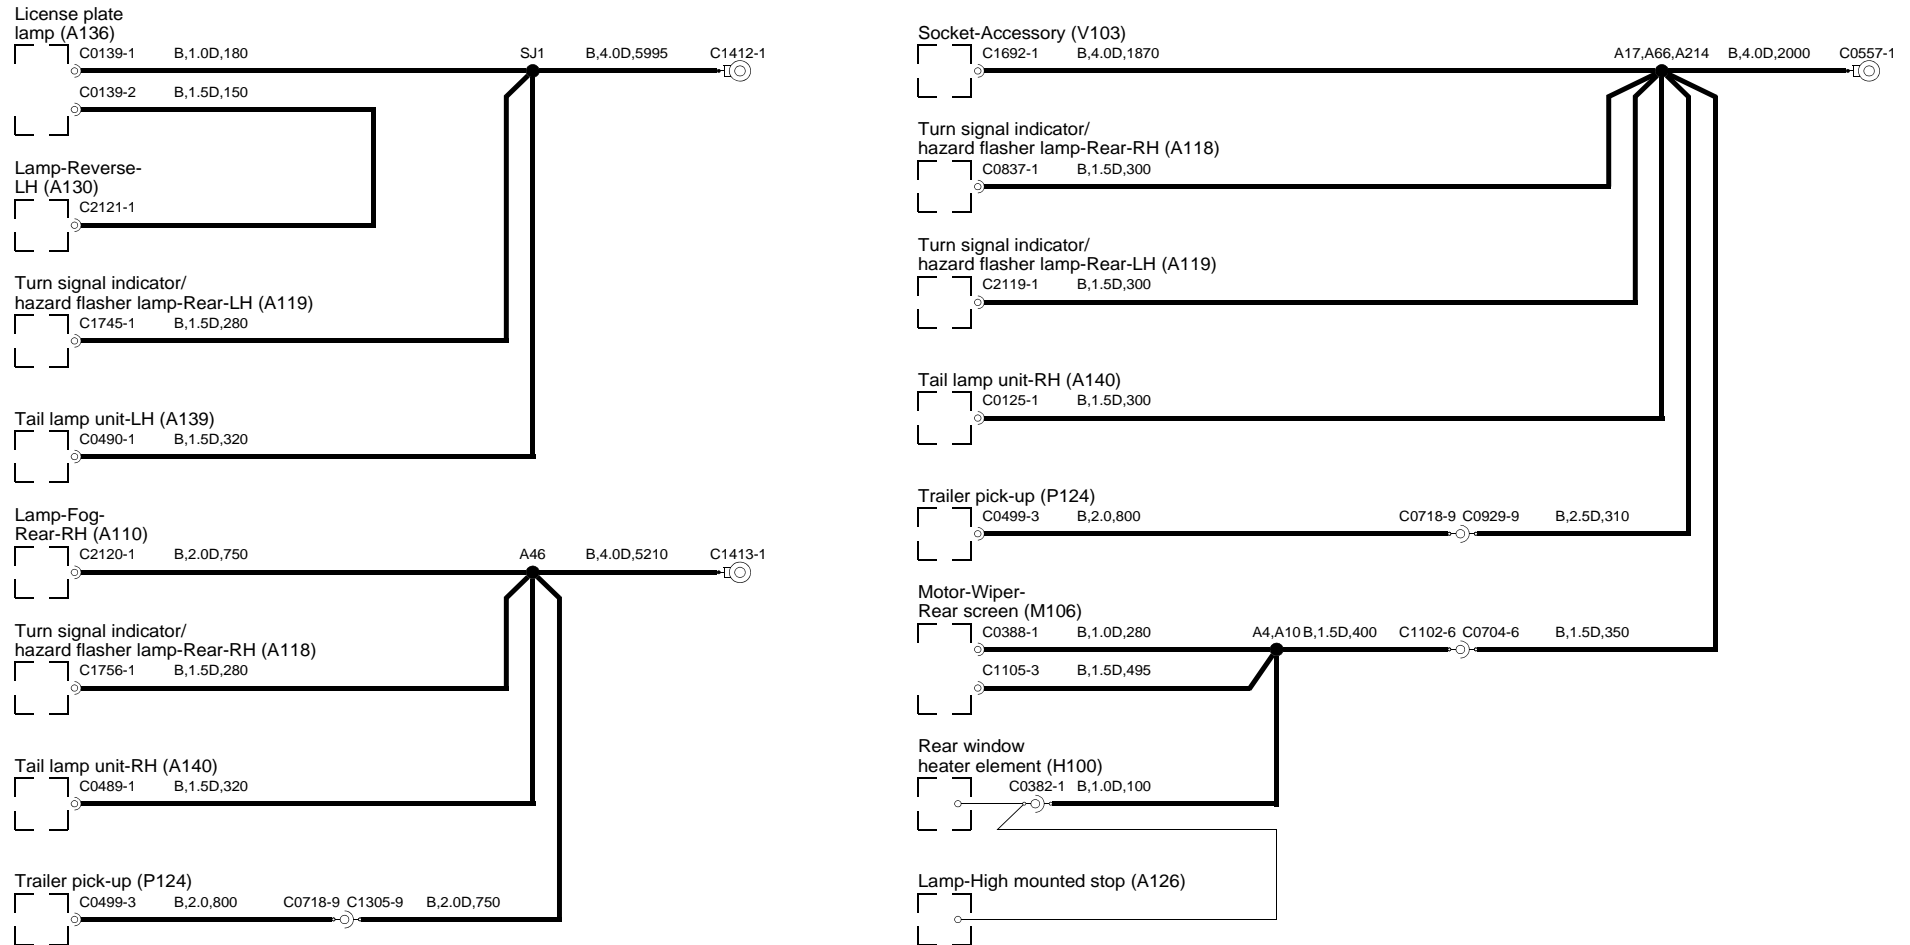 License plate
lamp (A136)
C0139-1 B,1.0D,180 SJ1 B,4.0D,5995 C1412-1
C0139-2 B,1.5D,150
Lamp-Reverse-
LH (A130)
C2121-1
Turn signal indicator/
hazard flasher lamp-Rear-LH (A119)
C1745-1 B,1.5D,280
Tail lamp unit-LH (A139)
C0490-1 B,1.5D,320
Lamp-Fog-
Rear-RH (A110)
C2120-1 B,2.0D,750 A46 B,4.0D,5210 C1413-1
Turn signal indicator/
hazard flasher lamp-Rear-RH (A118)
C1756-1 B,1.5D,280
Tail lamp unit-RH (A140)
C0489-1 B,1.5D,320
Trailer pick-up (P124)
C0499-3 B,2.0,800 C0718-9 C1305-9 B,2.0D,750
Socket-Accessory (V103)
C1692-1 B,4.0D,1870 A17,A66,A214 B,4.0D,2000 C0557-1
Turn signal indicator/
hazard flasher lamp-Rear-RH (A118)
C0837-1 B,1.5D,300
Turn signal indicator/
hazard flasher lamp-Rear-LH (A119)
C2119-1 B,1.5D,300
Tail lamp unit-RH (A140)
C0125-1 B,1.5D,300
Trailer pick-up (P124)
C0499-3 B,2.0,800 C0718-9 C0929-9 B,2.5D,310
Motor-Wiper-
Rear screen (M106)
C0388-1 B,1.0D,280 A4,A10 B,1.5D,400 C1102-6 C0704-6 B,1.5D,350
C1105-3 B,1.5D,495
Rear window
heater element (H100)
C0382-1 B,1.0D,100
Lamp-High mounted stop (A126)